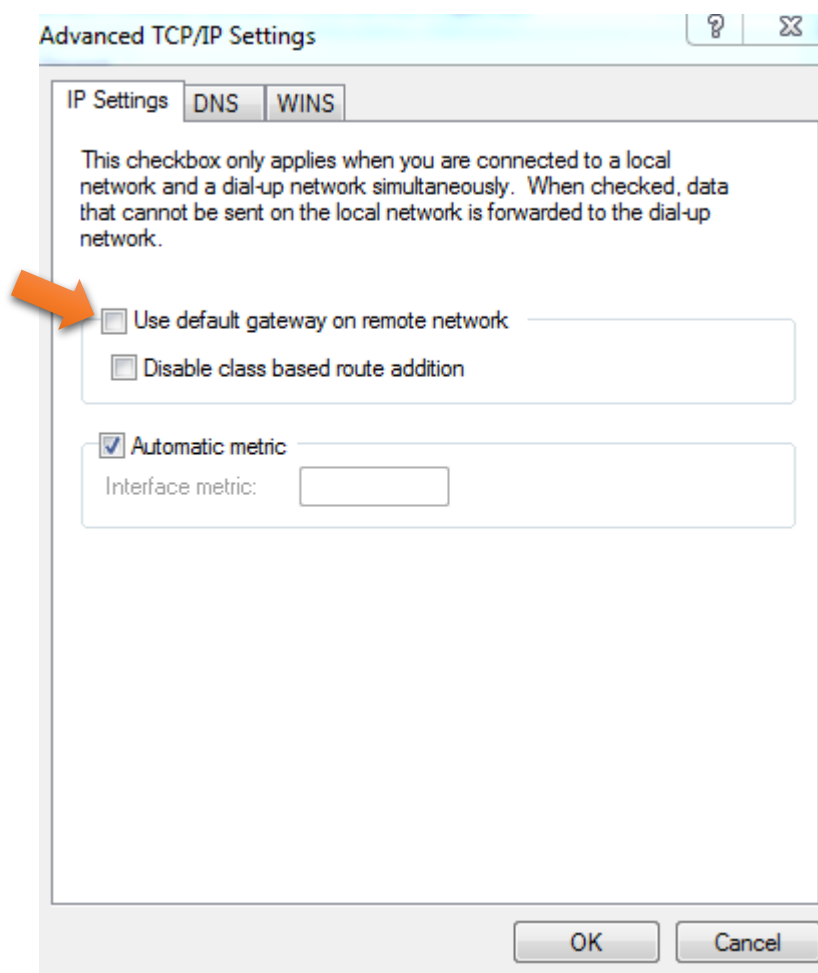 Advanced TCP/IP Settings
IP Settings DNS WINS
This checkbox only applies when you are connected to a local
network and a dial-up network simultaneously. When checked, data
that cannot be sent on the local network is forwarded to the dial-up
network.
Use default gateway on remote network
Disable class based route addition
Automatic metric
Interface metric:
OK Cancel